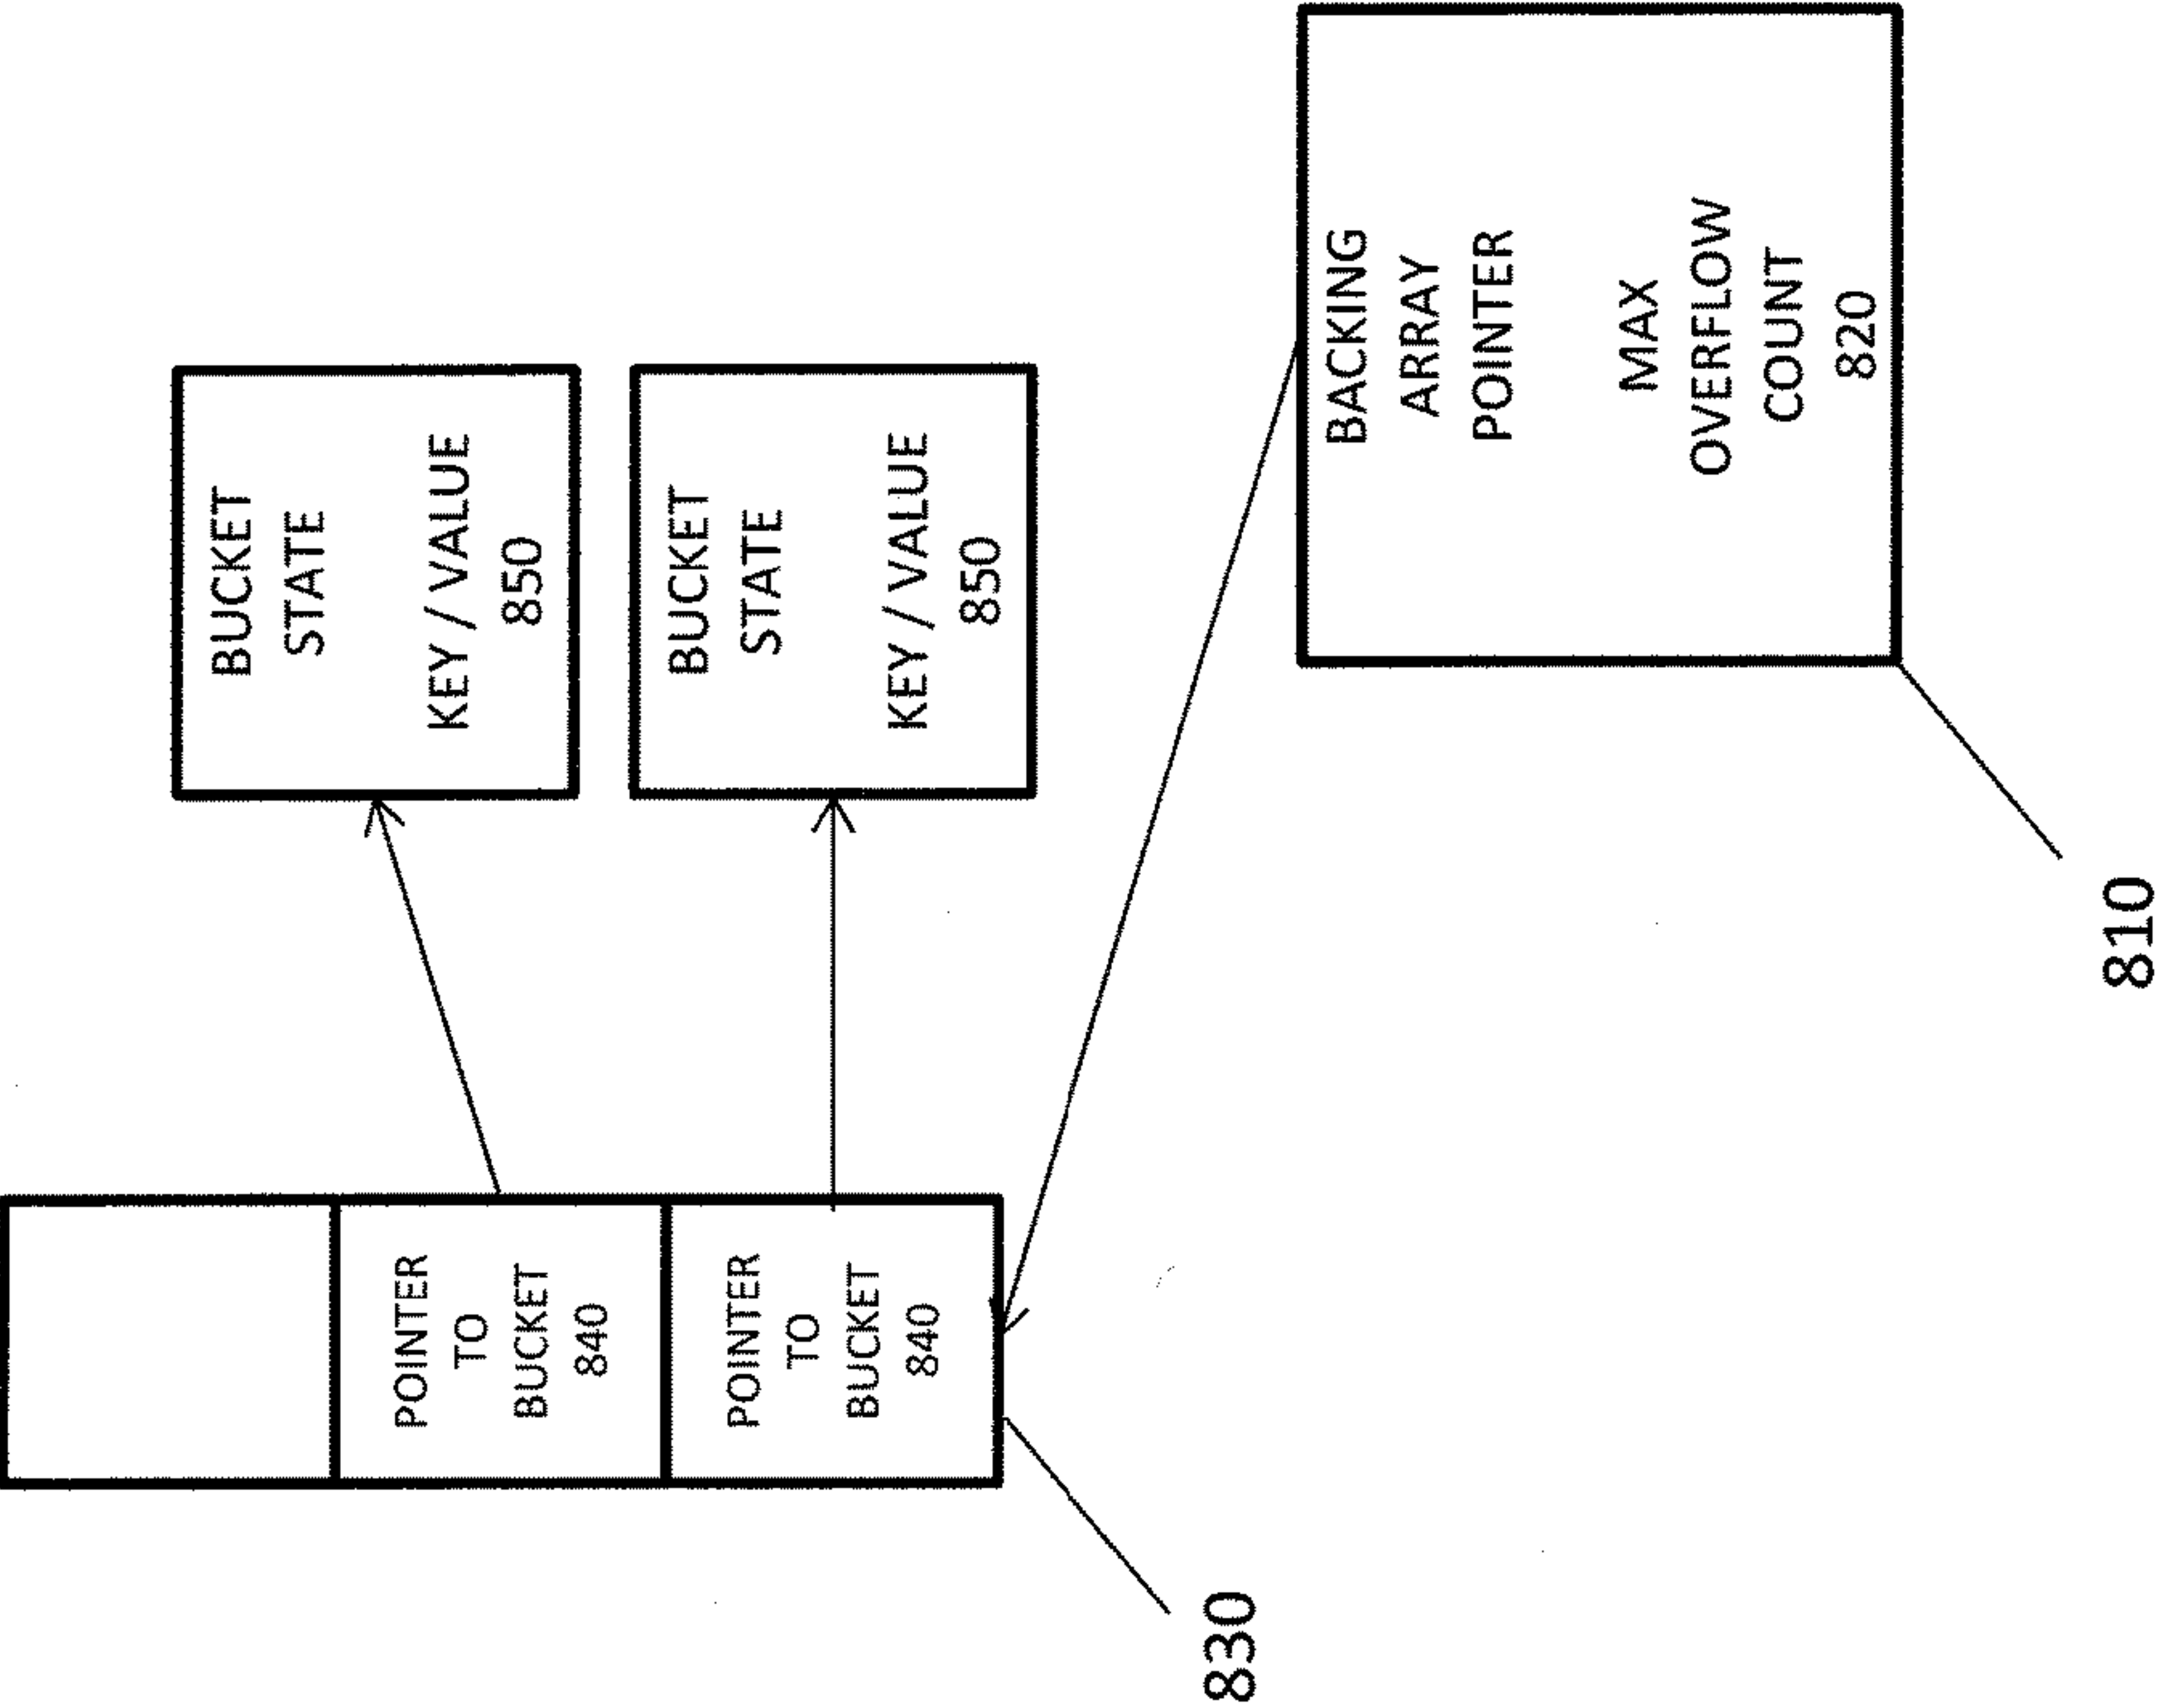 POINTER
TO
BUCKET
840
POINTER
TO
BUCKET
840
830
BUCKET
STATE
KEY / VALUE
850
BUCKET
STATE
KEY / VALUE
850
BACKING
ARRAY
POINTER
MAX
OVERFLOW
COUNT
820
810